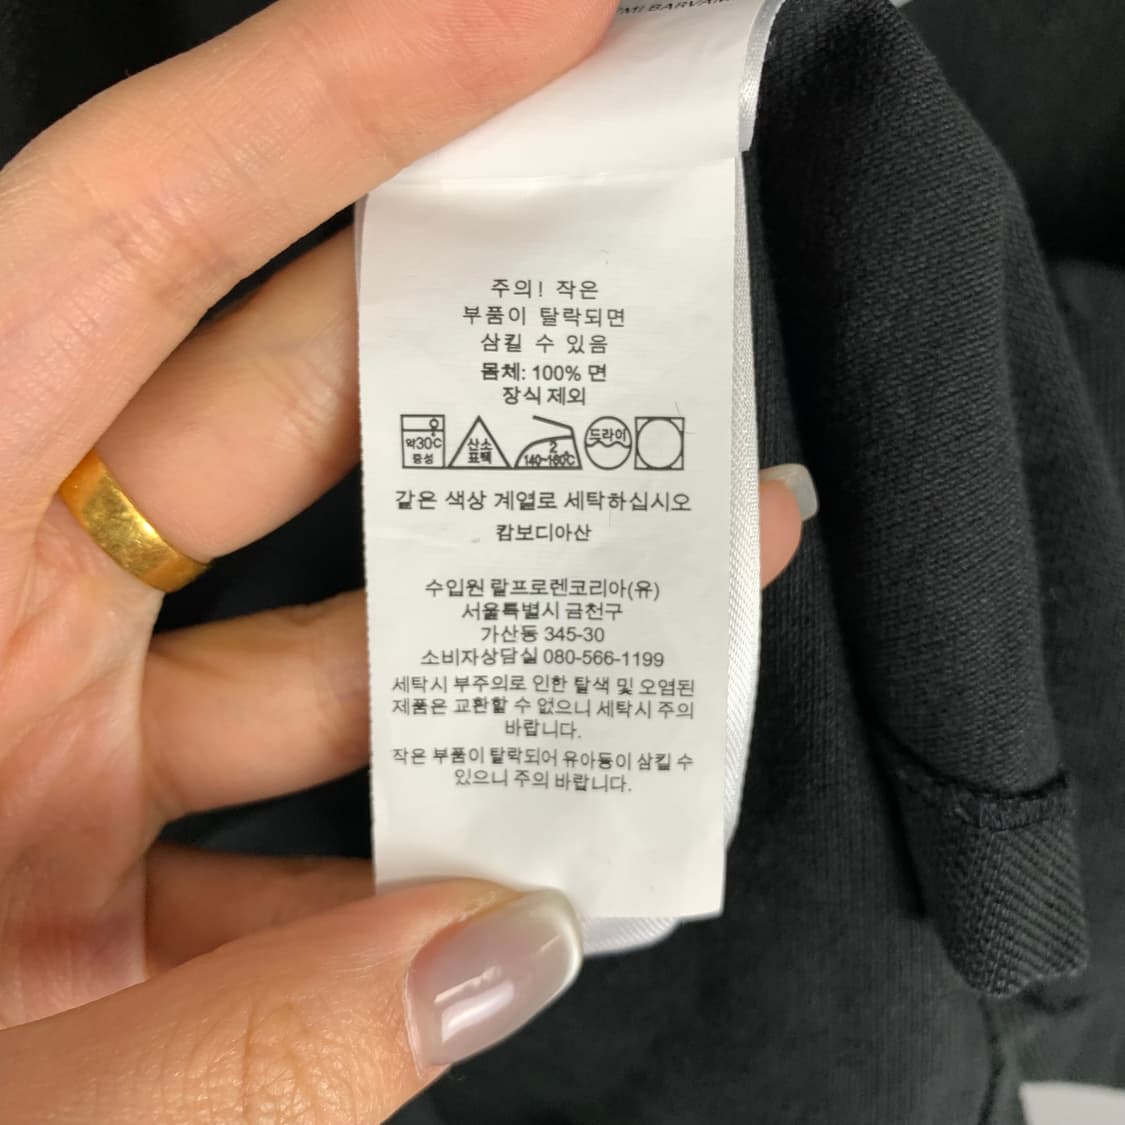 주의! 작은
부품이 탈락되면
삼킬 수 있음
몸체: 100% 면
장식 제외
약30℃
중성
산소
표백
2
140~160℃
드라이
같은 색상 계열로 세탁하십시오
캄보디아산
수입원 랄프로렌코리아(유)
서울특별시 금천구
가산동 345-30
소비자상담실 080-566-1199
세탁시 부주의로 인한 탈색 및 오염된
제품은 교환할 수 없으니 세탁시 주의
바랍니다.
작은 부품이 탈락되어 유아등이 삼킬 수
있으니 주의 바랍니다.